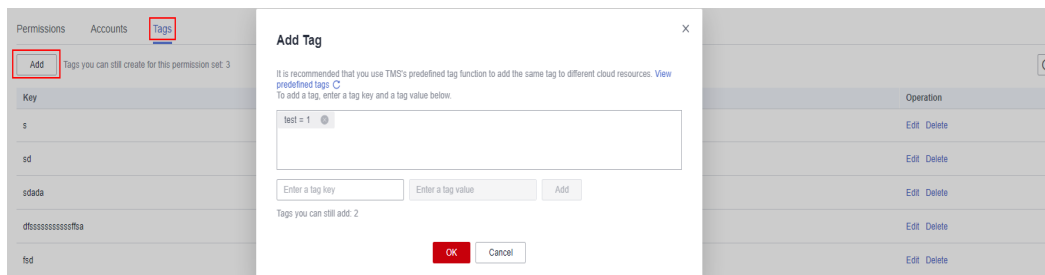 Permissions Accounts Tags
Add Tags you can still create for this permission set: 3
Key Operation
s Edit Delete
sd Edit Delete
sdada Edit Delete
dfsssssssssssffsa Edit Delete
fsd Edit Delete
Add Tag X
It is recommended that you use TMS's predefined tag function to add the same tag to different cloud resources. View
predefined tags
To add a tag, enter a tag key and a tag value below.
test = 1
Enter a tag key Enter a tag value Add
Tags you can still add: 2
OK Cancel